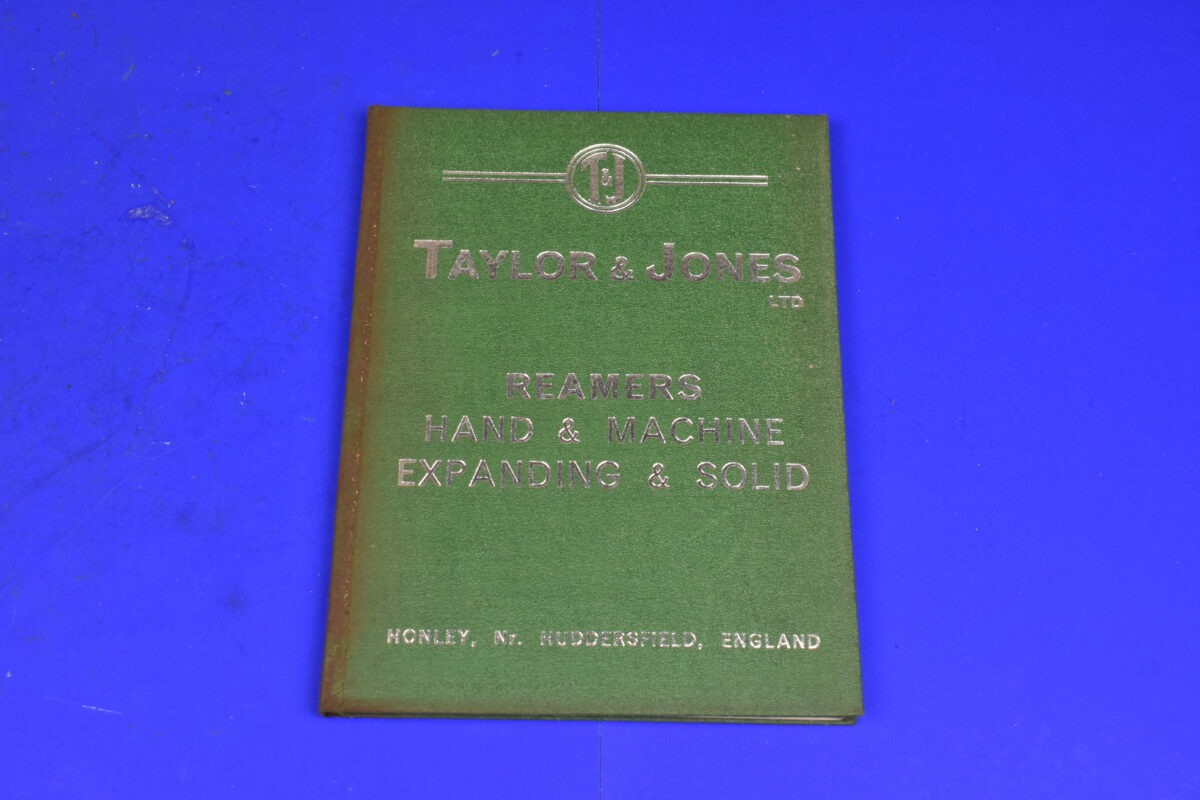 T&J
TAYLOR & JONES
LTD
REAMERS
HAND & MACHINE
EXPANDING & SOLID
HONLEY, Nr. HUDDERSFIELD, ENGLAND